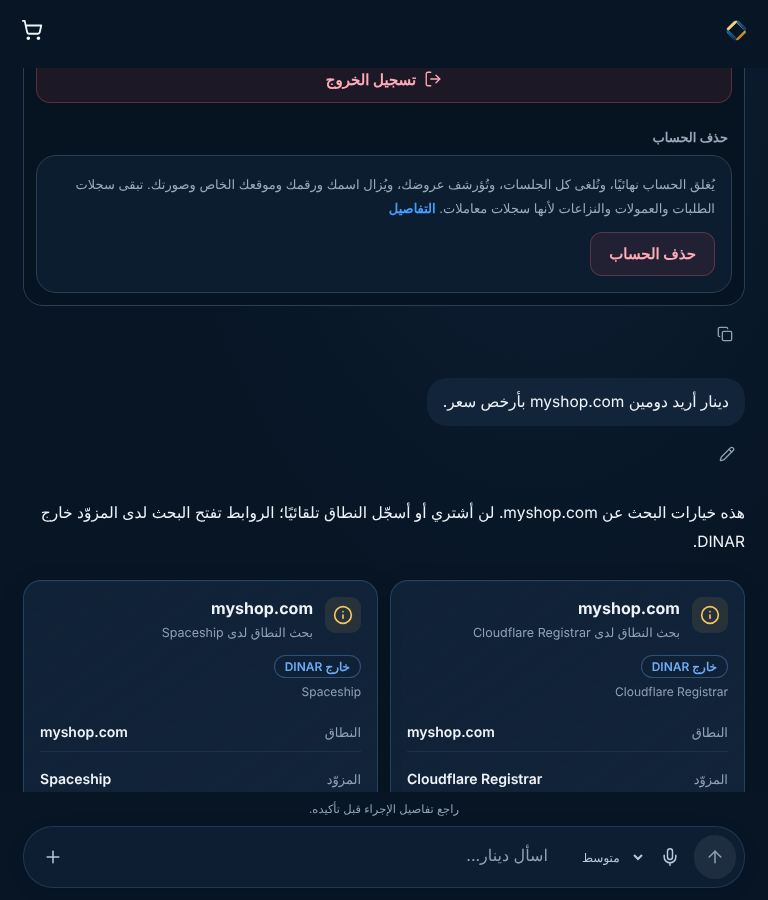 تسجيل الخروج
حذف الحساب
يُغلق الحساب نهائيًا، وتُلغى كل الجلسات، وتُؤرشف عروضك، ويُزال اسمك ورقمك وموقعك الخاص وصورتك. تبقى سجلات
الطلبات والعمولات والنزاعات لأنها سجلات معاملات. التفاصيل
حذف الحساب
دينار أريد دومين myshop.com بأرخص سعر.
هذه خيارات البحث عن myshop.com. لن أشتري أو أسجّل النطاق تلقائيًا؛ الروابط تفتح البحث لدى المزوّد خارج
DINAR.
myshop.com
بحث النطاق لدى Cloudflare Registrar
خارج DINAR
Cloudflare Registrar
النطاق myshop.com
المزوّد Cloudflare Registrar
myshop.com
بحث النطاق لدى Spaceship
خارج DINAR
Spaceship
النطاق myshop.com
المزوّد Spaceship
راجع تفاصيل الإجراء قبل تأكيده.
متوسط
اسأل دينار...